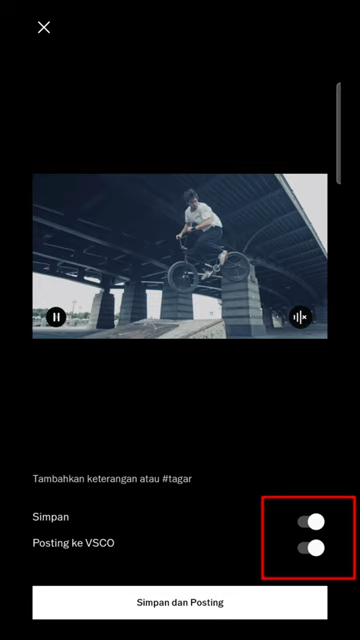 Tambahkan keterangan atau #tagar
Simpan
Posting ke VSCO
Simpan dan Posting